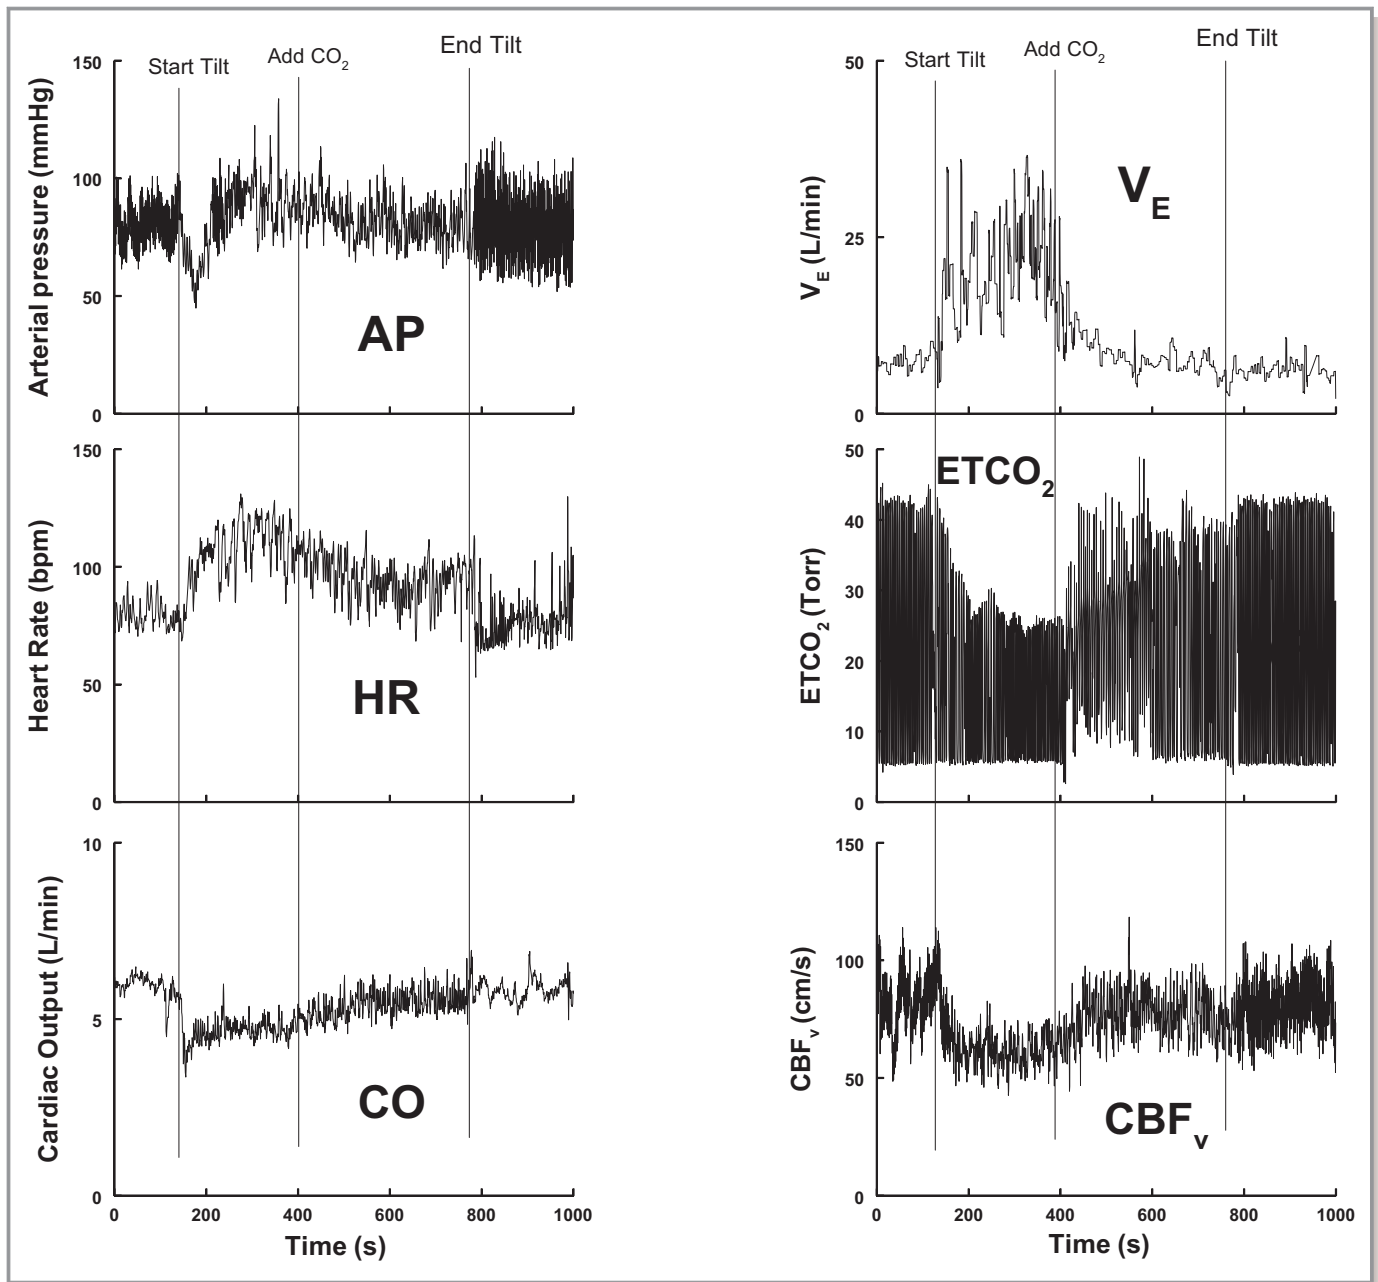 Start Tilt
Add CO2
End Tilt
Arterial pressure (mmHg)
150
100
50
0
AP
Heart Rate (bpm)
150
100
50
0
HR
Cardiac Output (L/min)
10
5
0
CO
0 200 400 600 800 1000
Time (s)
Start Tilt
Add CO2
End Tilt
VE (L/min)
50
25
0
VE
ETCO2 (Torr)
50
40
30
20
10
0
ETCO2
CBFv (cm/s)
150
100
50
0
CBFv
0 200 400 600 800 1000
Time (s)